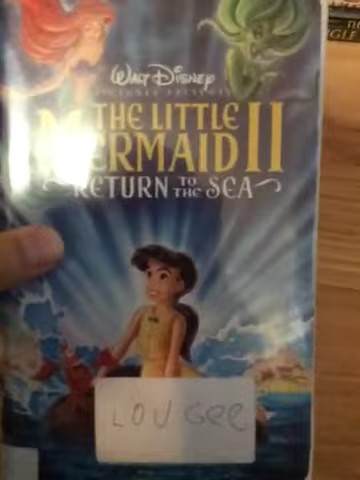 WALT DISNEY
PICTURES PRESENTS
THE LITTLE
MERMAID II
RETURN TO THE SEA
LOU GEE